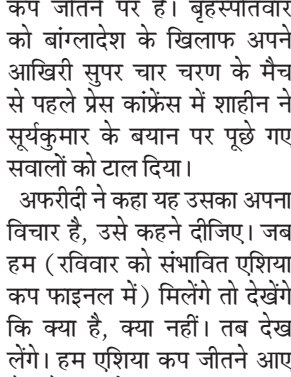 कप जीतने पर है। बृहस्पतिवार
को बांग्लादेश के खिलाफ अपने
आखिरी सुपर चार चरण के मैच
से पहले प्रेस कांफ्रेंस में शाहीन ने
सूर्यकुमार के बयान पर पूछे गए
सवालों को टाल दिया।
अफरीदी ने कहा यह उसका अपना
विचार है, उसे कहने दीजिए। जब
हम (रविवार को संभावित एशिया
कप फाइनल में) मिलेंगे तो देखेंगे
कि क्या है, क्या नहीं। तब देख
लेंगे। हम एशिया कप जीतने आए